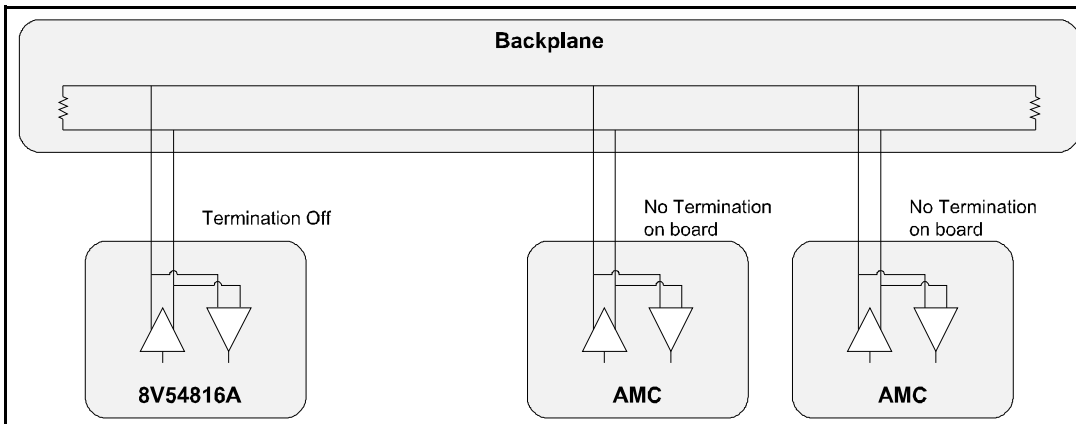 Backplane
Termination Off
No Termination
on board
No Termination
on board
8V54816A
AMC
AMC